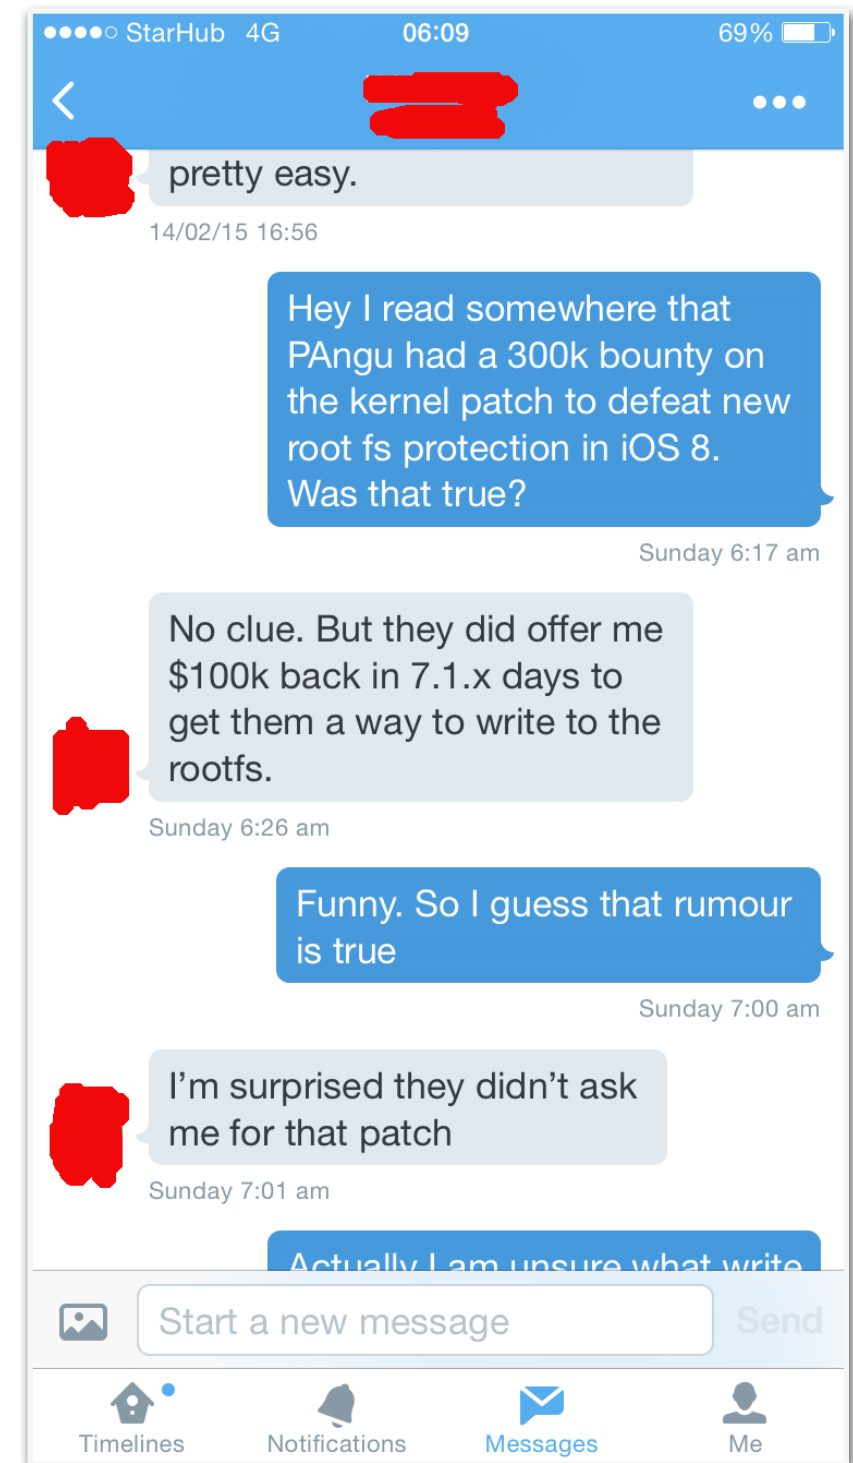 StarHub 4G 06:09 69%
pretty easy.
14/02/15 16:56
Hey I read somewhere that
PAngu had a 300k bounty on
the kernel patch to defeat new
root fs protection in iOS 8.
Was that true?
Sunday 6:17 am
No clue. But they did offer me
$100k back in 7.1.x days to
get them a way to write to the
rootfs.
Sunday 6:26 am
Funny. So I guess that rumour
is true
Sunday 7:00 am
I'm surprised they didn't ask
me for that patch
Sunday 7:01 am
Actually I am unsure what write
Start a new message Send
Timelines Notifications Messages Me